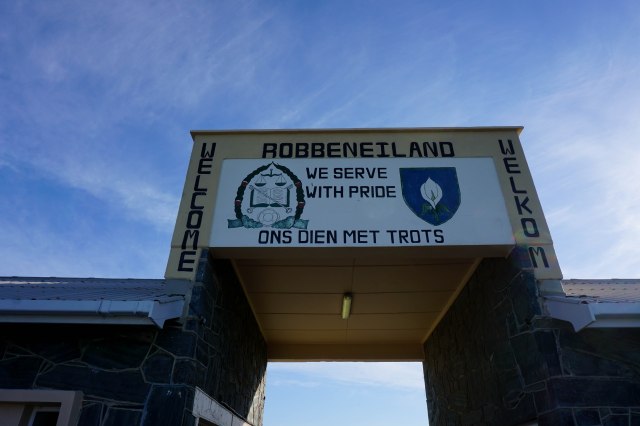 ROBBENEILAND
WELCOME
WE SERVE
WITH PRIDE
ONS DIEN MET TROTS
WELKOM